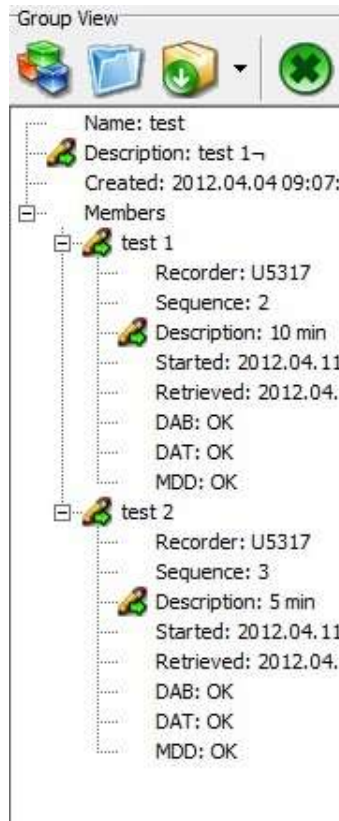 Group View
Name: test
Description: test 1¬
Created: 2012.04.04 09:07:
Members
test 1
Recorder: U5317
Sequence: 2
Description: 10 min
Started: 2012.04.11
Retrieved: 2012.04.
DAB: OK
DAT: OK
MDD: OK
test 2
Recorder: U5317
Sequence: 3
Description: 5 min
Started: 2012.04.11
Retrieved: 2012.04.
DAB: OK
DAT: OK
MDD: OK